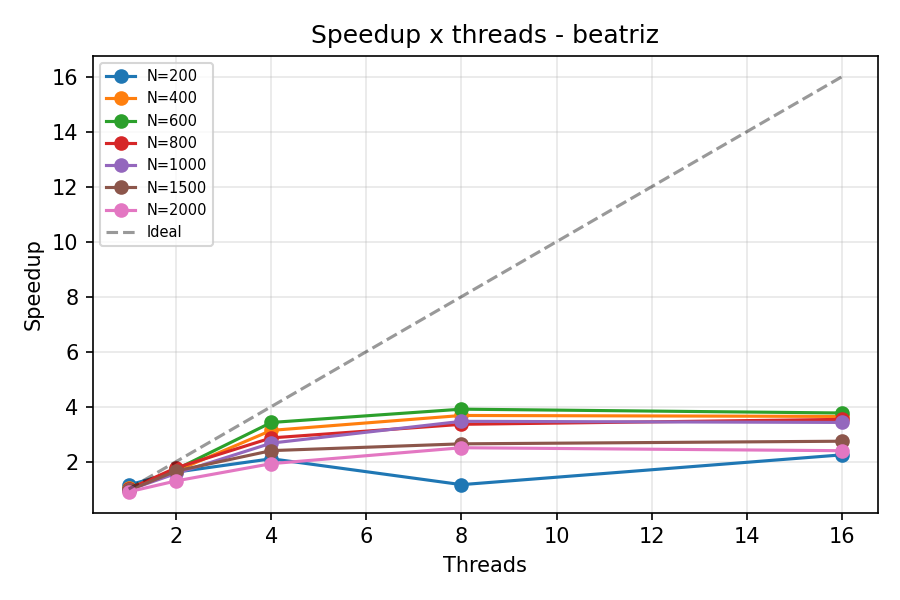 Speedup x threads - beatriz
N=200
N=400
N=600
N=800
N=1000
N=1500
N=2000
Ideal
Speedup
16
14
12
10
8
6
4
2
2 4 6 8 10 12 14 16
Threads